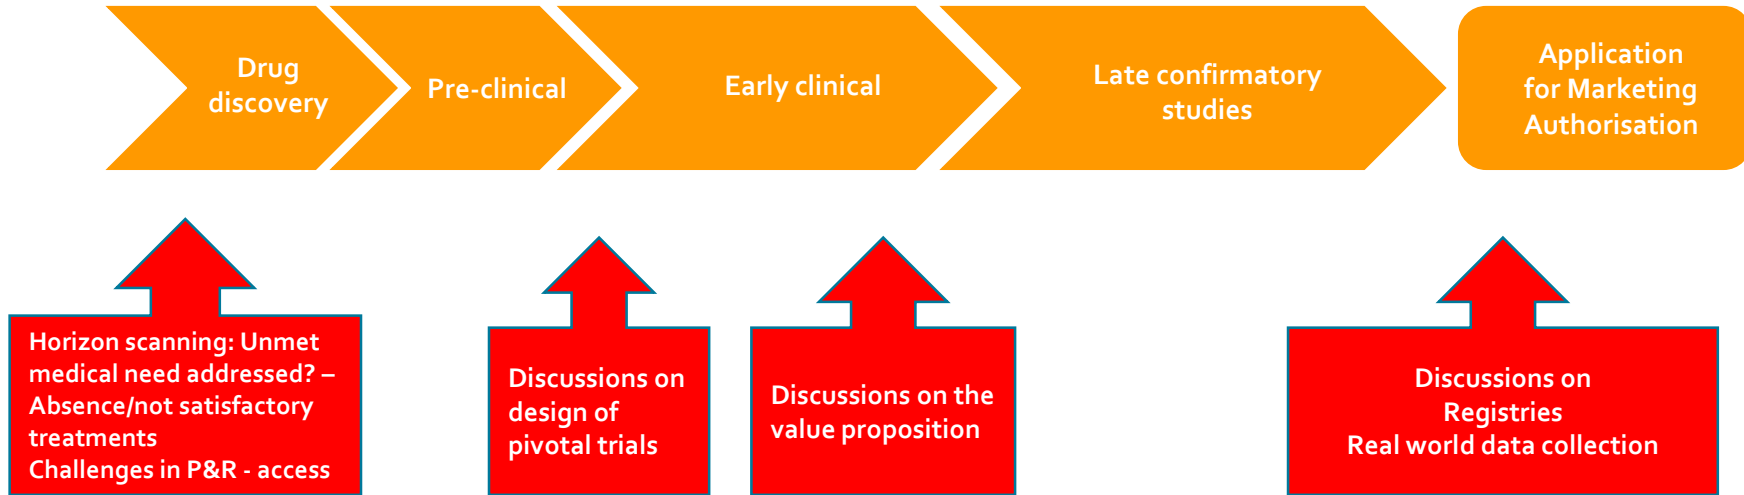 Drug
discovery
Pre-clinical
Early clinical
Late confirmatory
studies
Application
for Marketing
Authorisation
Horizon scanning: Unmet
medical need addressed? –
Absence/not satisfactory
treatments
Challenges in P&R - access
Discussions on
design of
pivotal trials
Discussions on the
value proposition
Discussions on
Registries
Real world data collection